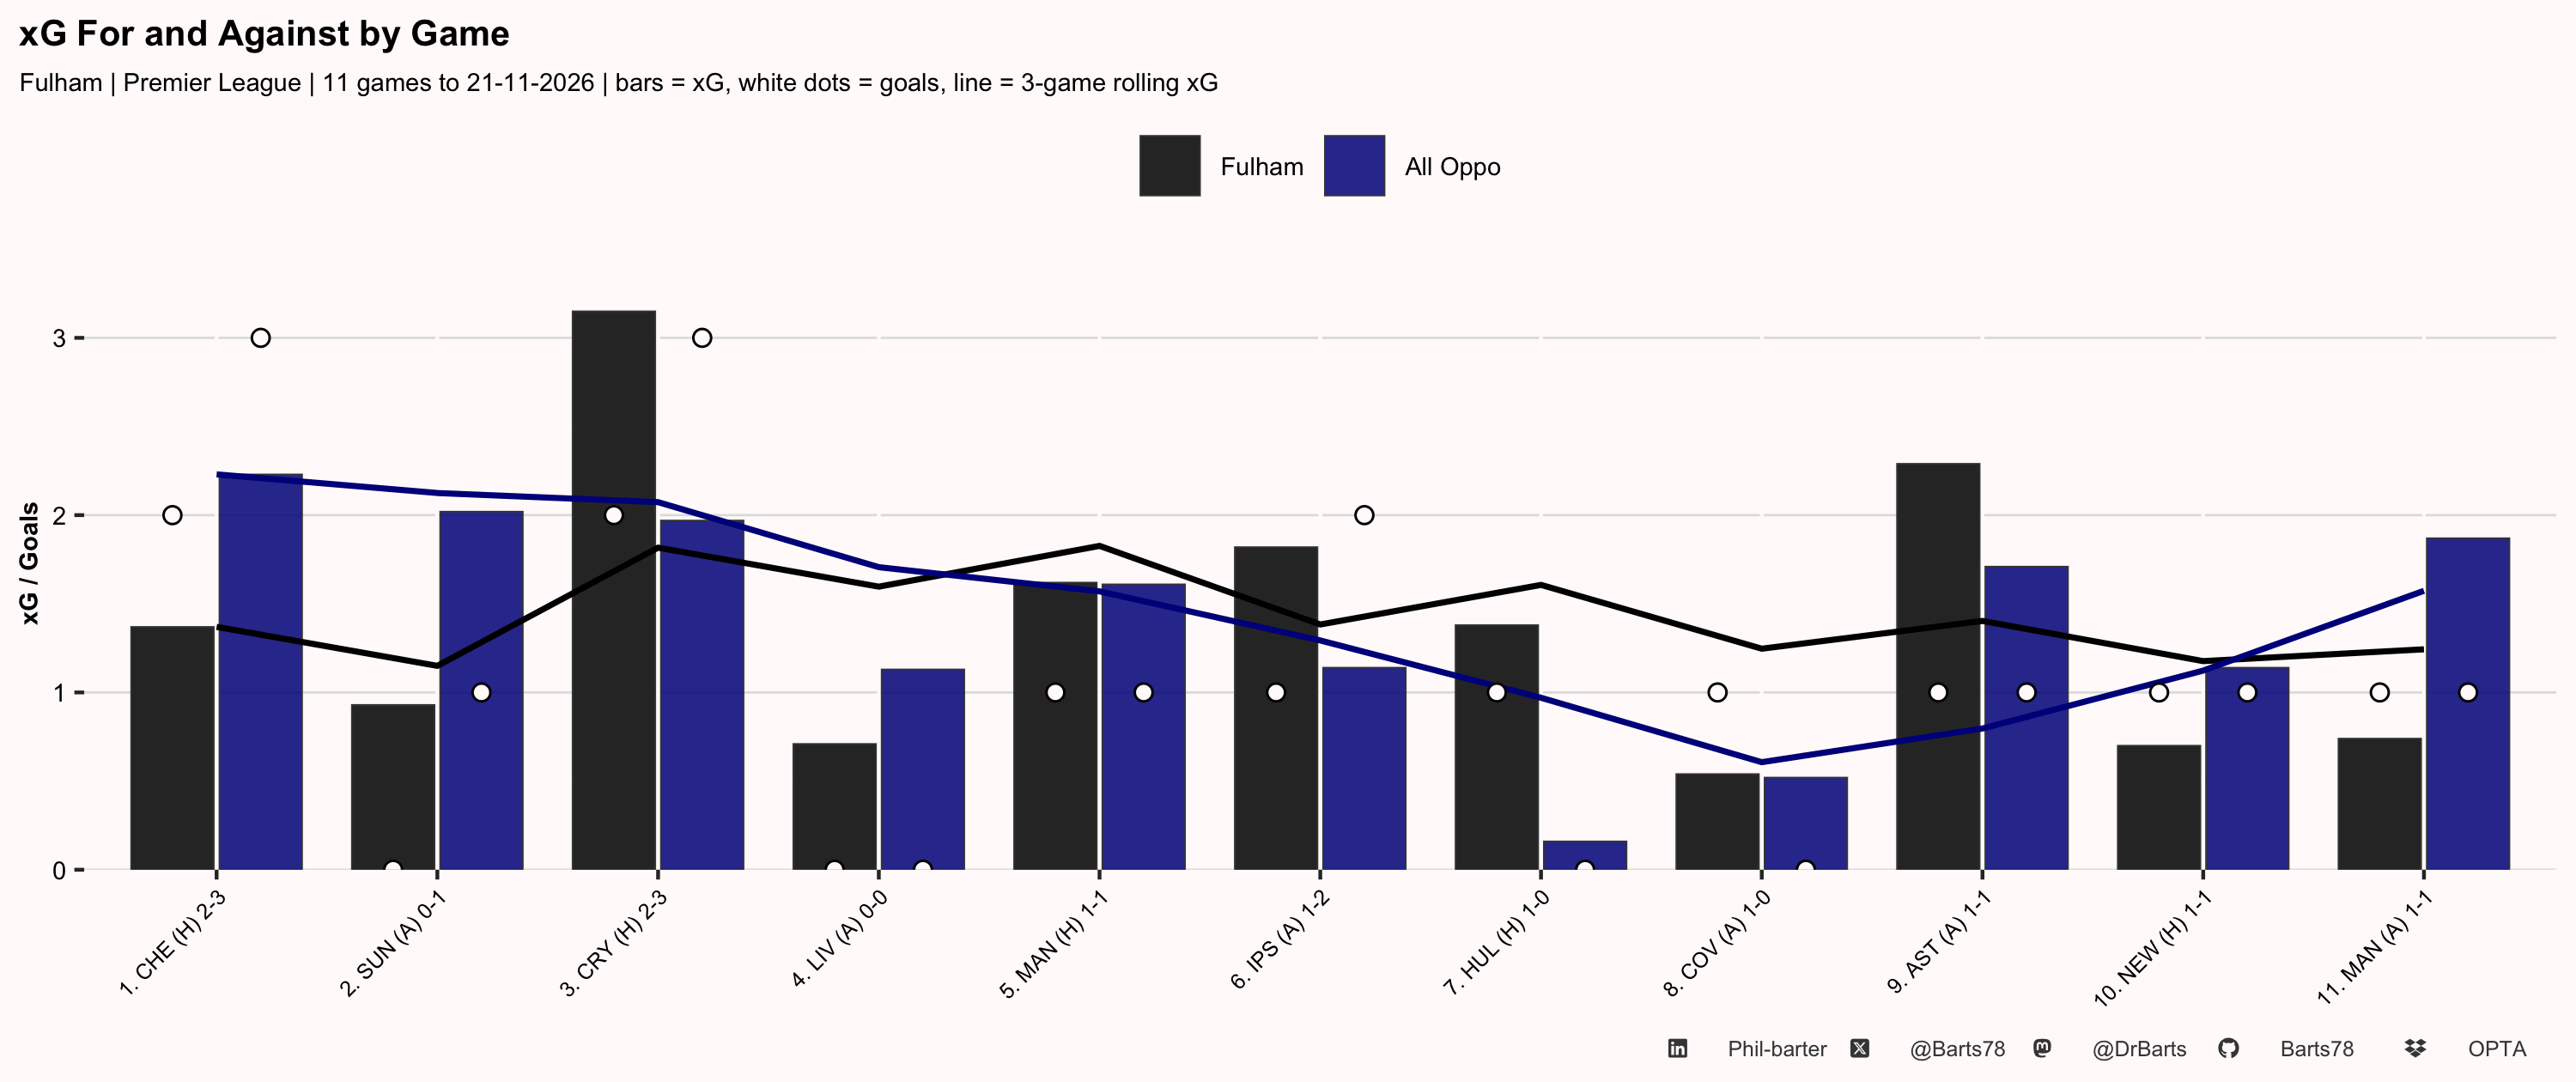 xG For and Against by Game
Fulham | Premier League | 11 games to 21-11-2026 | bars = xG, white dots = goals, line = 3-game rolling xG
Fulham
All Oppo
xG / Goals
3
2
1
0
1. CHE (H) 2-3
2. SUN (A) 0-1
3. CRY (H) 2-3
4. LIV (A) 0-0
5. MAN (H) 1-1
6. IPS (A) 1-2
7. HUL (H) 1-0
8. COV (A) 1-0
9. AST (A) 1-1
10. NEW (H) 1-1
11. MAN (A) 1-1
Phil-barter @Barts78 @DrBarts Barts78 OPTA